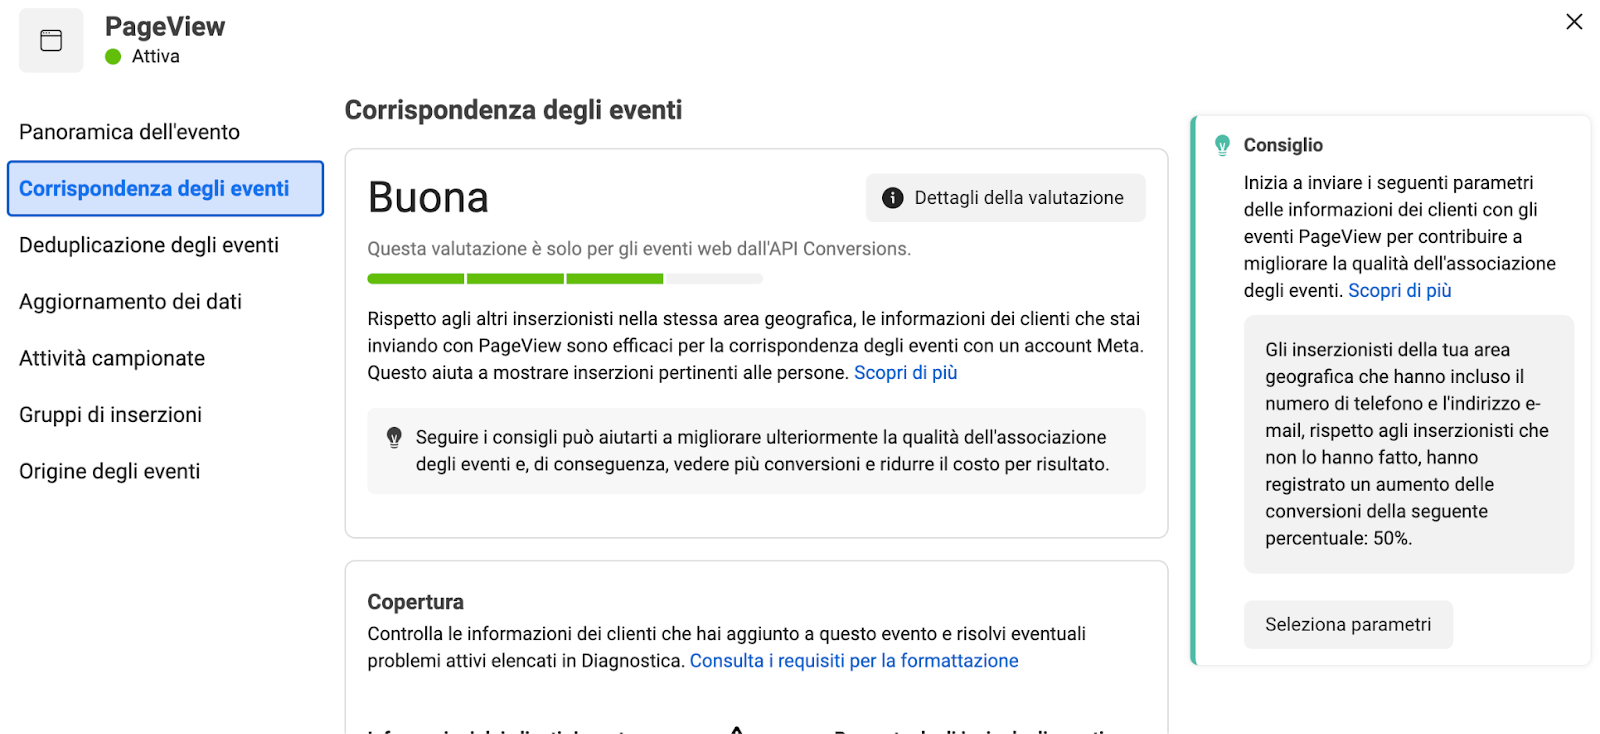 PageView
Attiva
Panoramica dell'evento
Corrispondenza degli eventi
Deduplicazione degli eventi
Aggiornamento dei dati
Attività campionate
Gruppi di inserzioni
Origine degli eventi
Corrispondenza degli eventi
Buona
Dettagli della valutazione
Questa valutazione è solo per gli eventi web dall'API Conversions.
Rispetto agli altri inserzionisti nella stessa area geografica, le informazioni dei clienti che stai
inviando con PageView sono efficaci per la corrispondenza degli eventi con un account Meta.
Questo aiuta a mostrare inserzioni pertinenti alle persone. Scopri di più
Seguire i consigli può aiutarti a migliorare ulteriormente la qualità dell'associazione
degli eventi e, di conseguenza, vedere più conversioni e ridurre il costo per risultato.
Copertura
Controlla le informazioni dei clienti che hai aggiunto a questo evento e risolvi eventuali
problemi attivi elencati in Diagnostica. Consulta i requisiti per la formattazione
Consiglio
Inizia a inviare i seguenti parametri
delle informazioni dei clienti con gli
eventi PageView per contribuire a
migliorare la qualità dell'associazione
degli eventi. Scopri di più
Gli inserzionisti della tua area
geografica che hanno incluso il
numero di telefono e l'indirizzo e-
mail, rispetto agli inserzionisti che
non lo hanno fatto, hanno
registrato un aumento delle
conversioni della seguente
percentuale: 50%.
Seleziona parametri